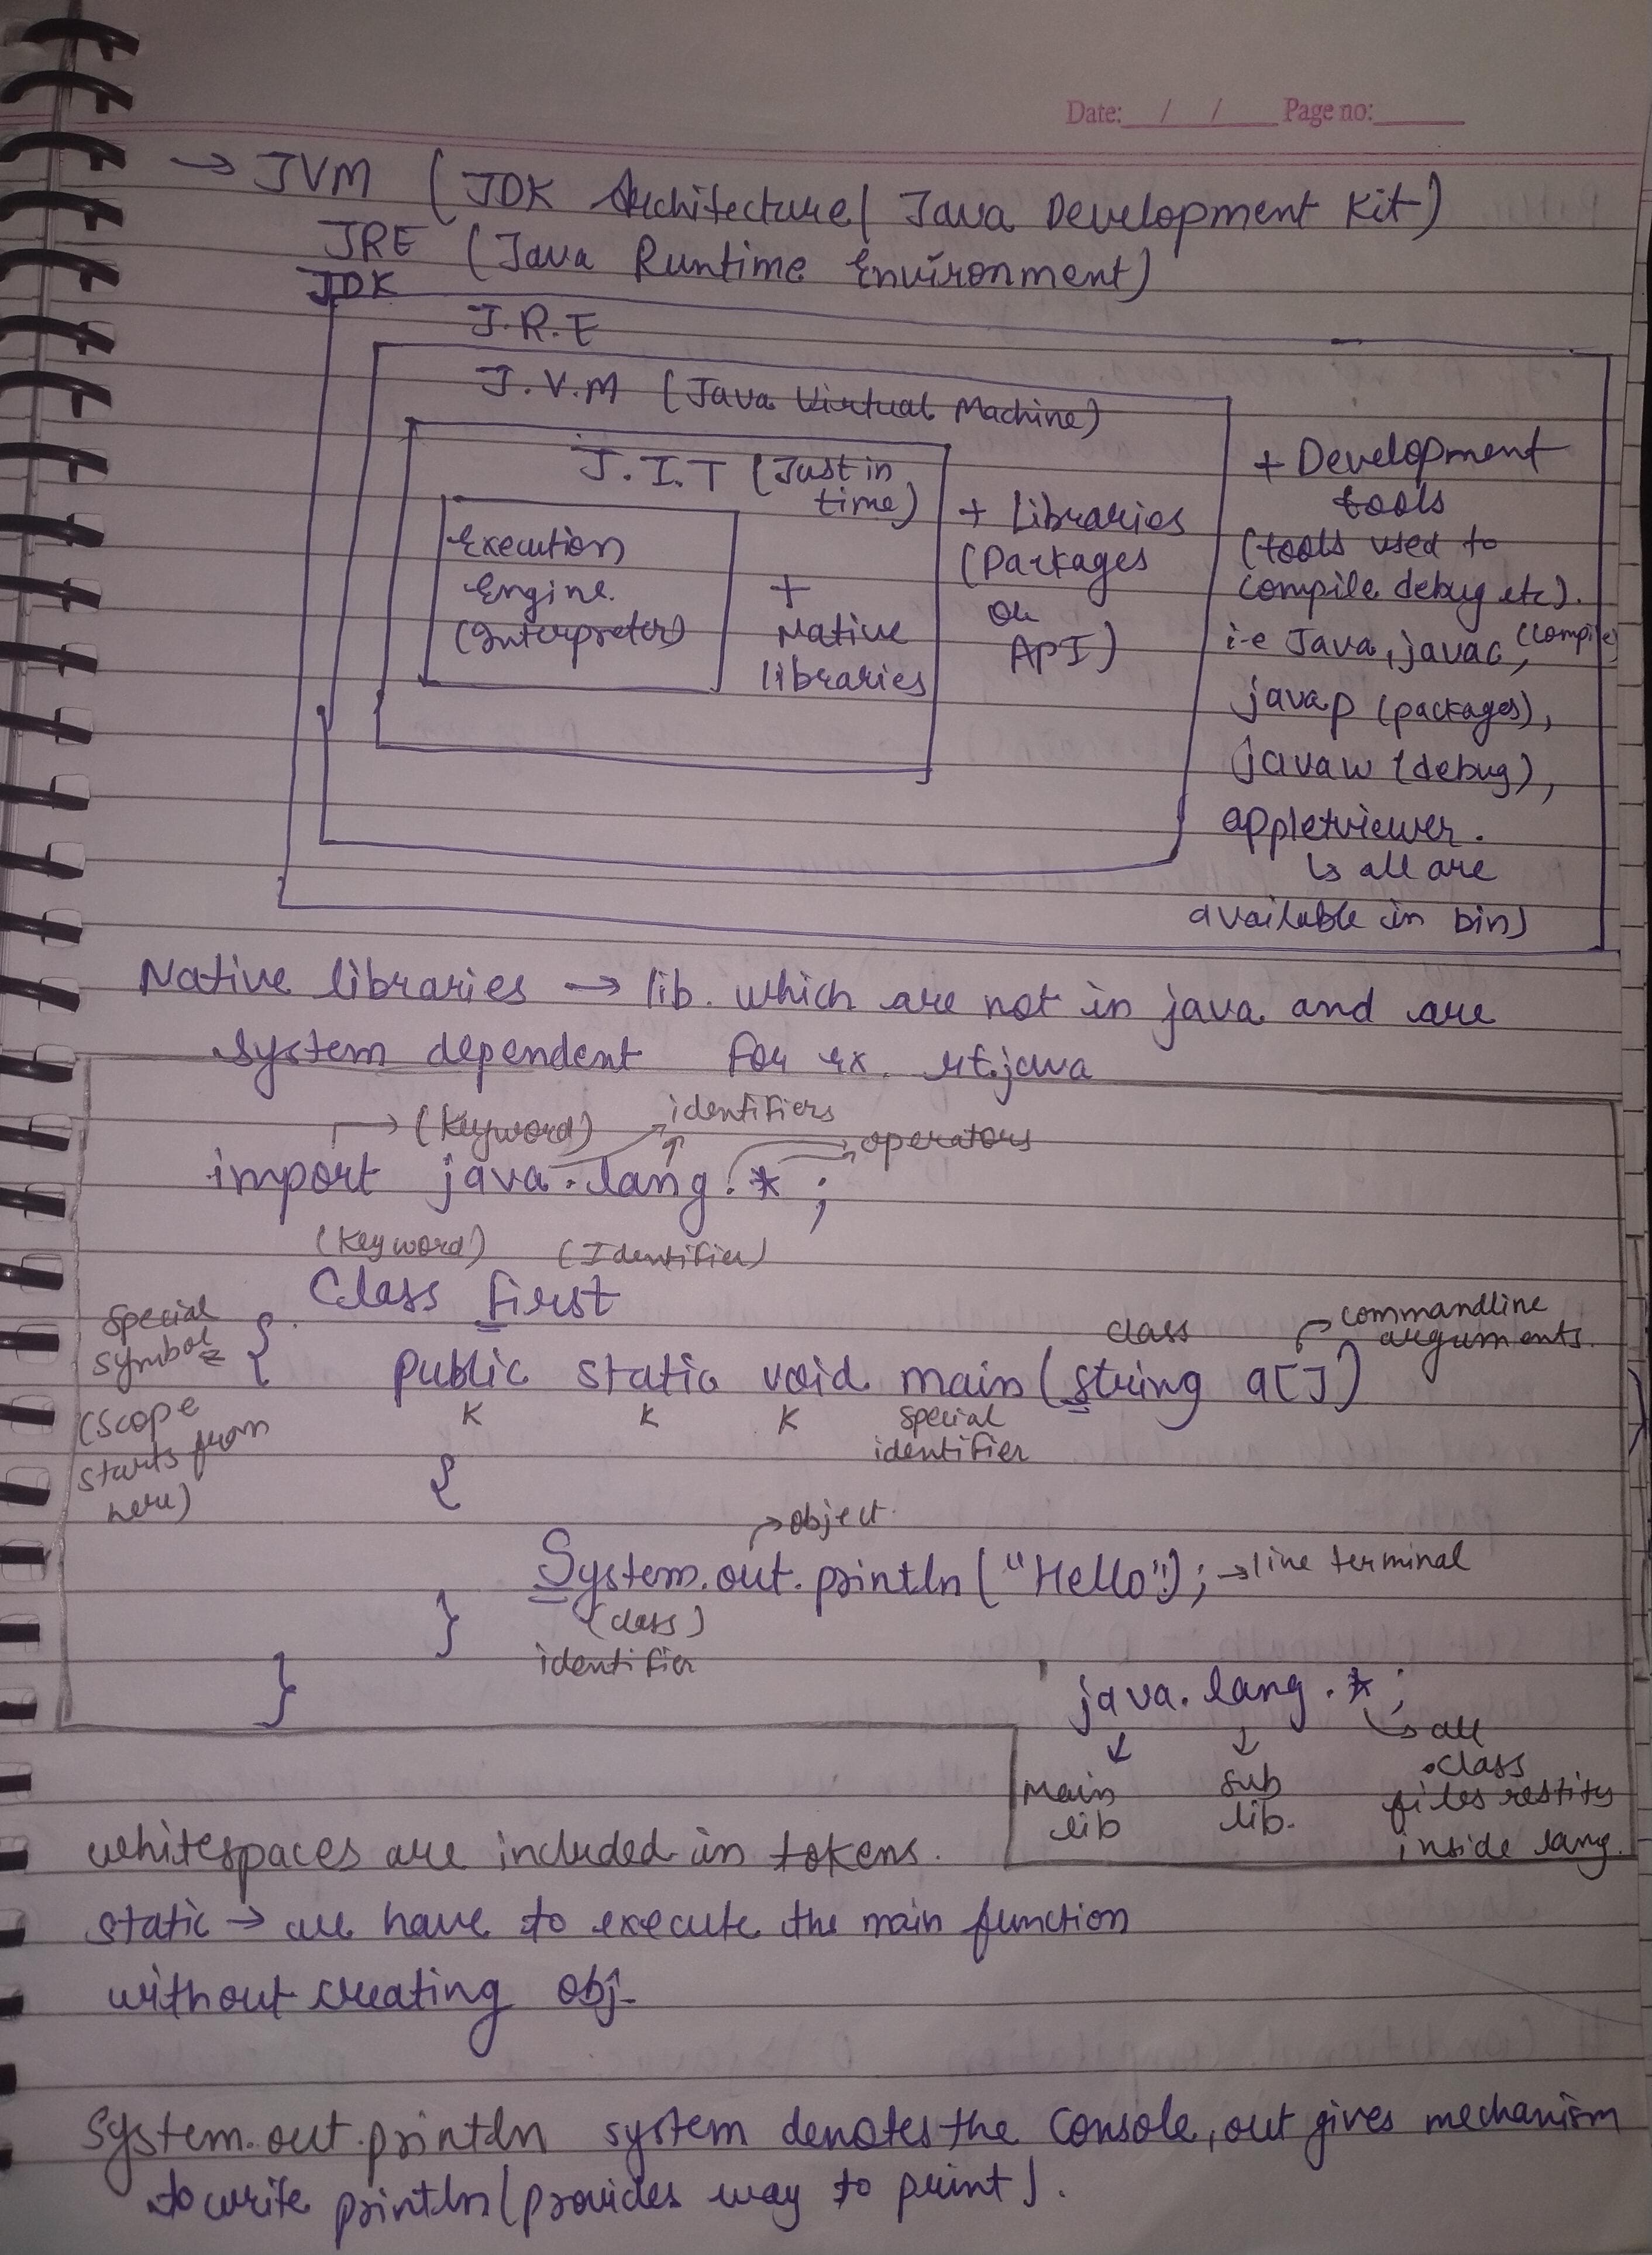 Date: __/__/__ Page no:____
→ JVM (JDK Architecture( Java Development Kit)
JRE (Java Runtime Environment)
JDK
J.R.E
J.V.M (Java Virtual Machine)
J.I.T (Just in
time)
Execution
Engine
(Interpreter)
+
Native
libraries
+ Libraries
(Packages
or
API)
+ Development
tools
(tools used to
compile debug etc).
i-e Java, javac, (compile)
javap (packages),
javaw (debug),
appletviewer.
↳ all are
available in bin)
Native libraries → lib. which are not in java and are
system dependent for ex. rt.java
→ (Keyword) identifiers
operators
import java.lang.*;
(Keyword) (Identifier)
Class first
special
symbol
{
(scope
starts from
here)
class → commandline
arguments.
public static void main(string a[])
K K K special
identifier
{
→ object
System.out.println("Hello"); → line terminal
(class)
identifier
}
}
java.lang.*;
↓ ↓ ↳ all
main sub .class
lib lib. files
inside lang.
whitespaces are included in tokens.
static → we have to execute the main function
without creating obj.
System.out.println system denotes the console, out gives mechanism
to write println(provides way to print).